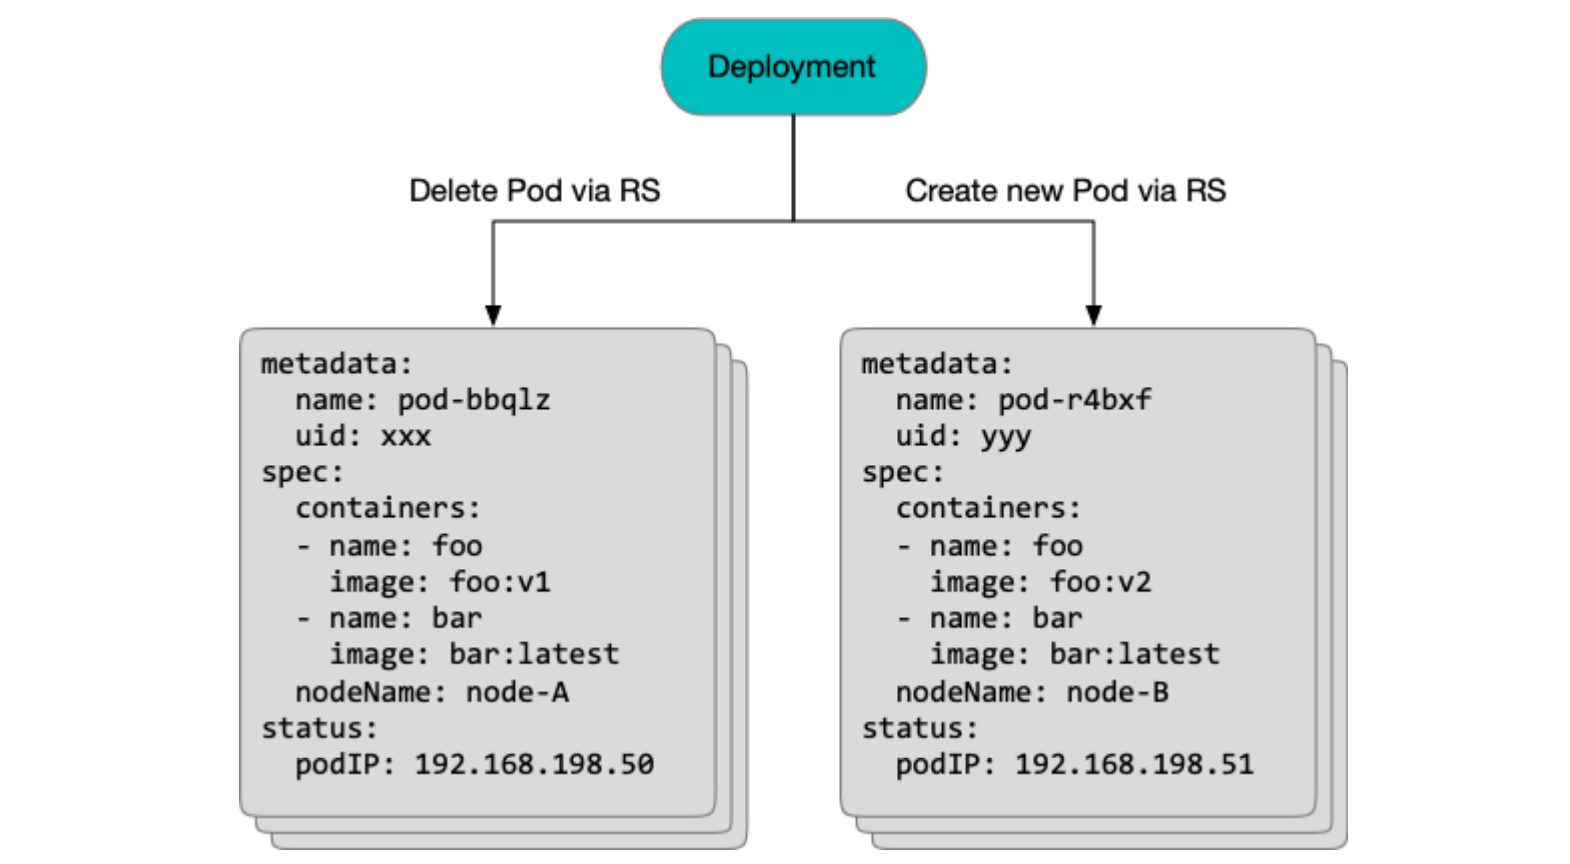 Deployment
Delete Pod via RS
Create new Pod via RS
metadata:
  name: pod-bbqlz
  uid: xxx
spec:
  containers:
  - name: foo
    image: foo:v1
  - name: bar
    image: bar:latest
  nodeName: node-A
status:
  podIP: 192.168.198.50
metadata:
  name: pod-r4bxf
  uid: yyy
spec:
  containers:
  - name: foo
    image: foo:v2
  - name: bar
    image: bar:latest
  nodeName: node-B
status:
  podIP: 192.168.198.51